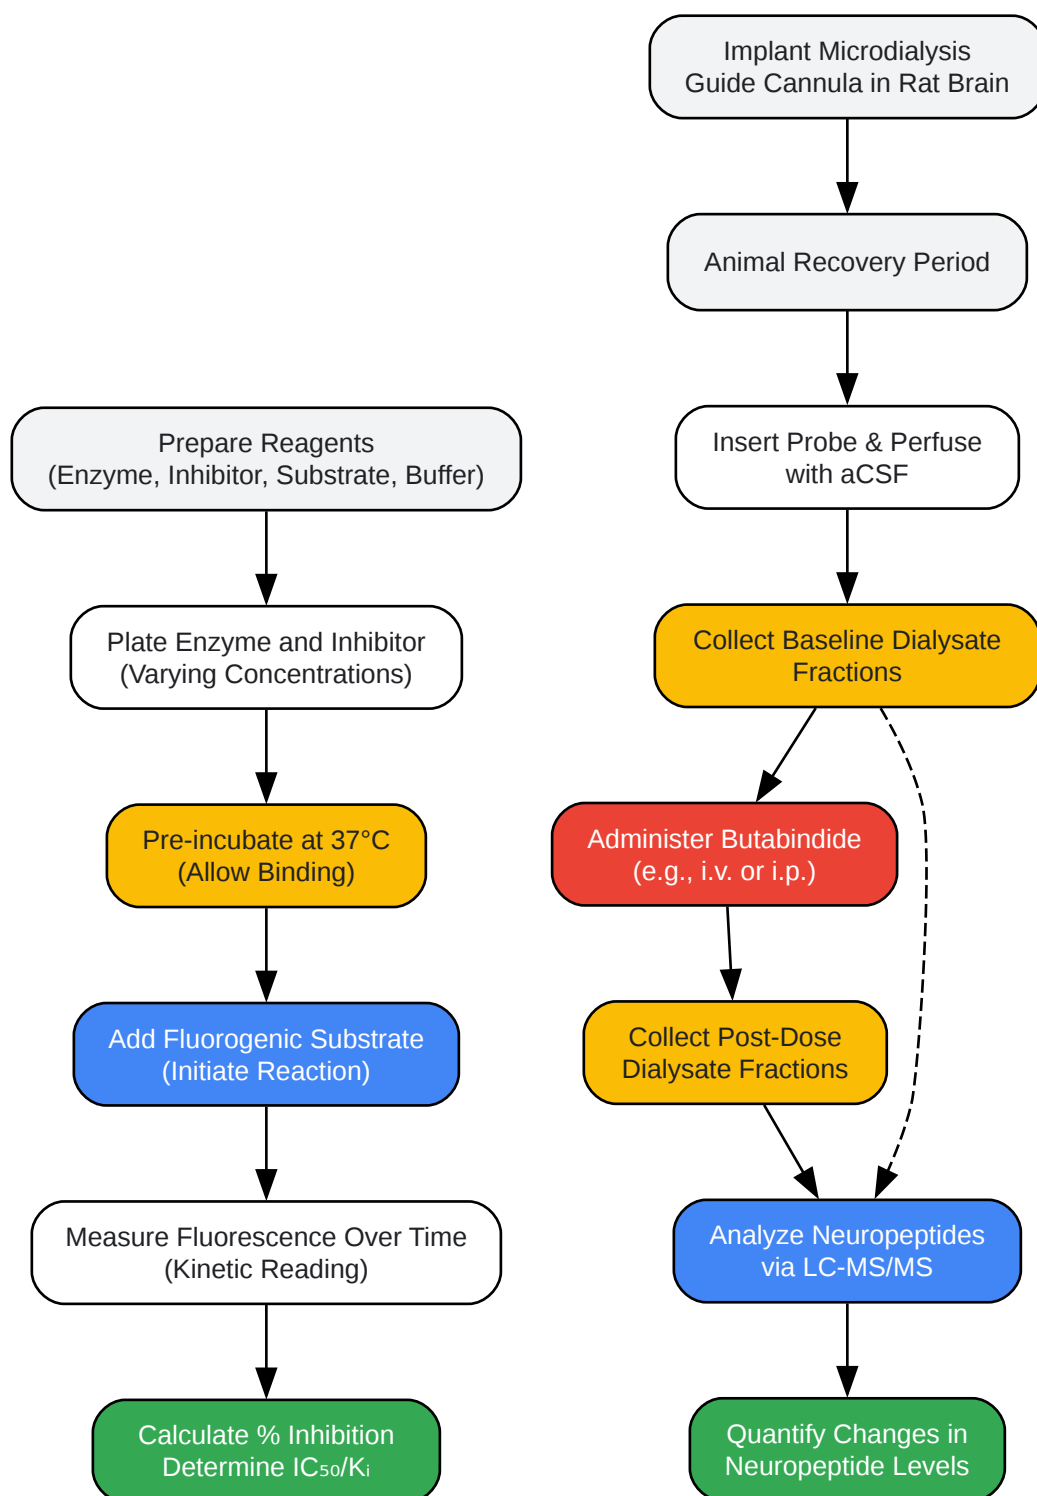 Prepare Reagents
(Enzyme, Inhibitor, Substrate, Buffer)
Plate Enzyme and Inhibitor
(Varying Concentrations)
Pre-incubate at 37°C
(Allow Binding)
Add Fluorogenic Substrate
(Initiate Reaction)
Measure Fluorescence Over Time
(Kinetic Reading)
Calculate % Inhibition
Determine IC₅₀/Kᵢ
Implant Microdialysis
Guide Cannula in Rat Brain
Animal Recovery Period
Insert Probe & Perfuse
with aCSF
Collect Baseline Dialysate
Fractions
Administer Butabindide
(e.g., i.v. or i.p.)
Collect Post-Dose
Dialysate Fractions
Analyze Neuropeptides
via LC-MS/MS
Quantify Changes in
Neuropeptide Levels